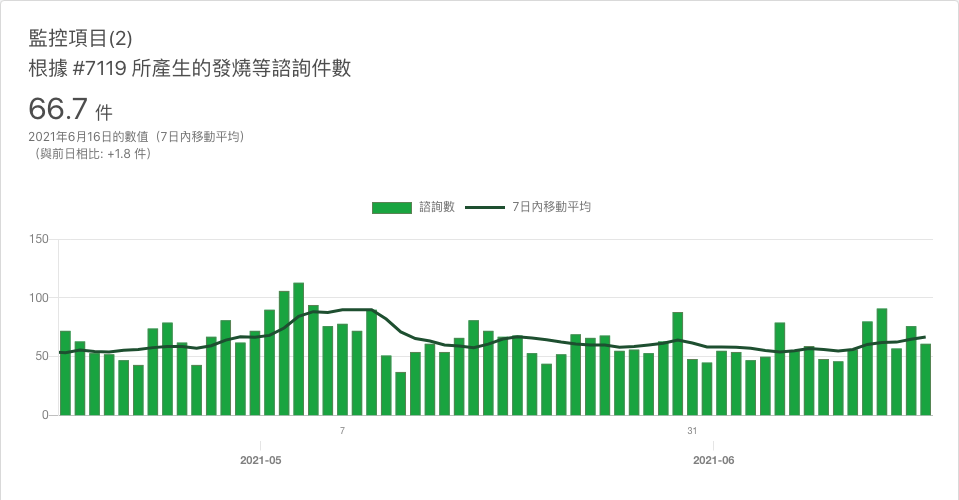 監控項目(2)
根據 #7119 所產生的發燒等諮詢件數
66.7 件
2021年6月16日的數值（7日內移動平均）
（與前日相比: +1.8 件）
諮詢數 7日內移動平均
150
100
50
0
7 31
2021-05 2021-06